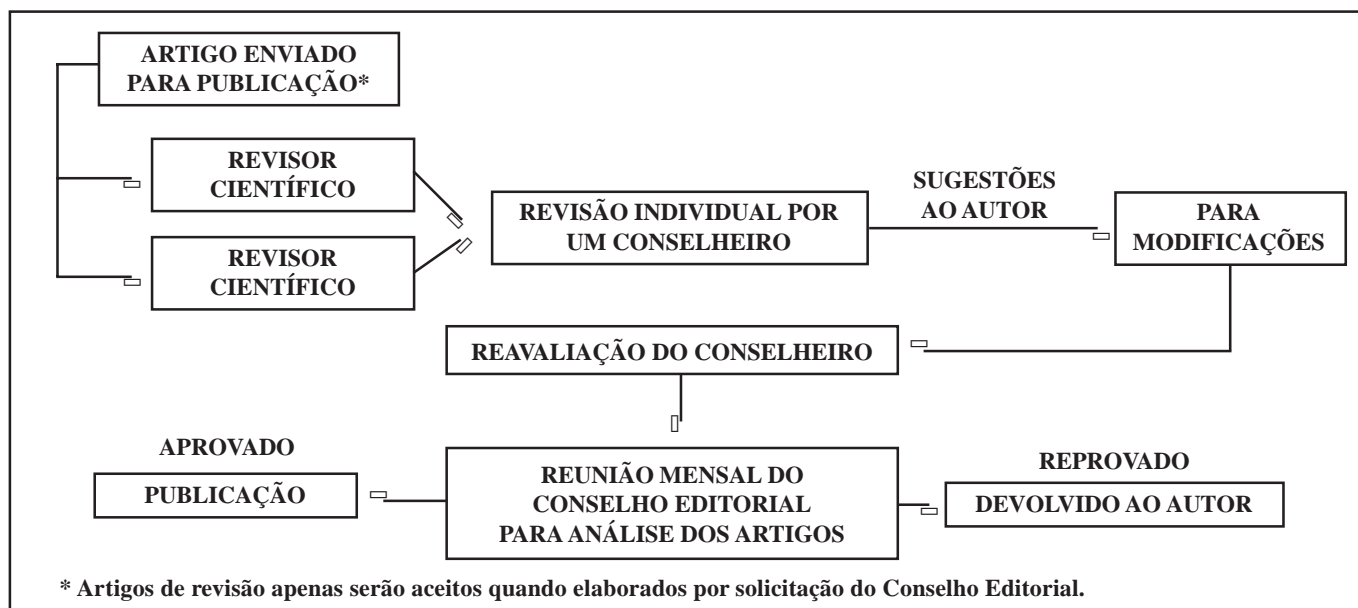 ARTIGO ENVIADO
PARA PUBLICAÇÃO*
REVISOR
CIENTÍFICO
REVISOR
CIENTÍFICO
REVISÃO INDIVIDUAL POR
UM CONSELHEIRO
SUGESTÕES
AO AUTOR
PARA
MODIFICAÇÕES
REAVALIAÇÃO DO CONSELHEIRO
REUNIÃO MENSAL DO
CONSELHO EDITORIAL
PARA ANÁLISE DOS ARTIGOS
APROVADO
PUBLICAÇÃO
REPROVADO
DEVOLVIDO AO AUTOR
* Artigos de revisão apenas serão aceitos quando elaborados por solicitação do Conselho Editorial.